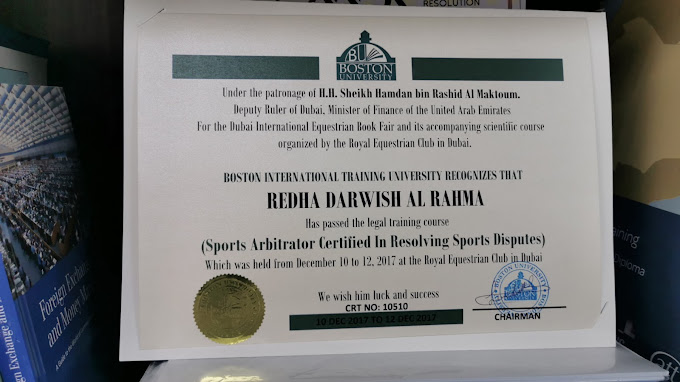 RESOLUTION
BU
BOSTON
UNIVERSITY
Under the patronage of H.H. Sheikh Hamdan bin Rashid Al Maktoum.
Deputy Ruler of Dubai, Minister of Finance of the United Arab Emirates
For the Dubai International Equestrian Book Fair and its accompanying scientific course
organized by the Royal Equestrian Club in Dubai.
BOSTON INTERNATIONAL TRAINING UNIVERSITY RECOGNIZES THAT
REDHA DARWISH AL RAHMA
Has passed the legal training course
(Sports Arbitrator Certified In Resolving Sports Disputes)
Which was held from December 10 to 12, 2017 at the Royal Equestrian Club in Dubai
We wish him luck and success
CRT NO: 10510
10 DEC 2017 TO 12 DEC 2017
BOSTON UNIVERSITY
CHAIRMAN
Foreign Exchange
and Money
Diploma